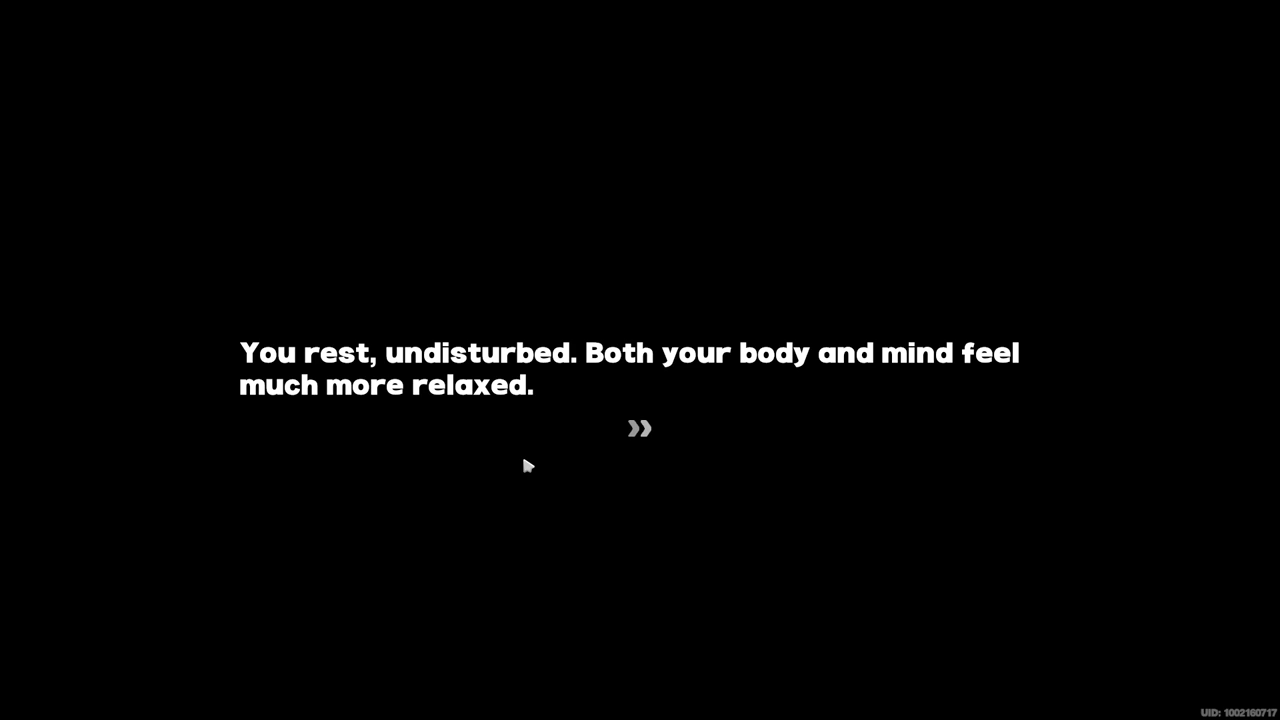 You rest, undisturbed. Both your body and mind feel
much more relaxed.
UID: 1002160717